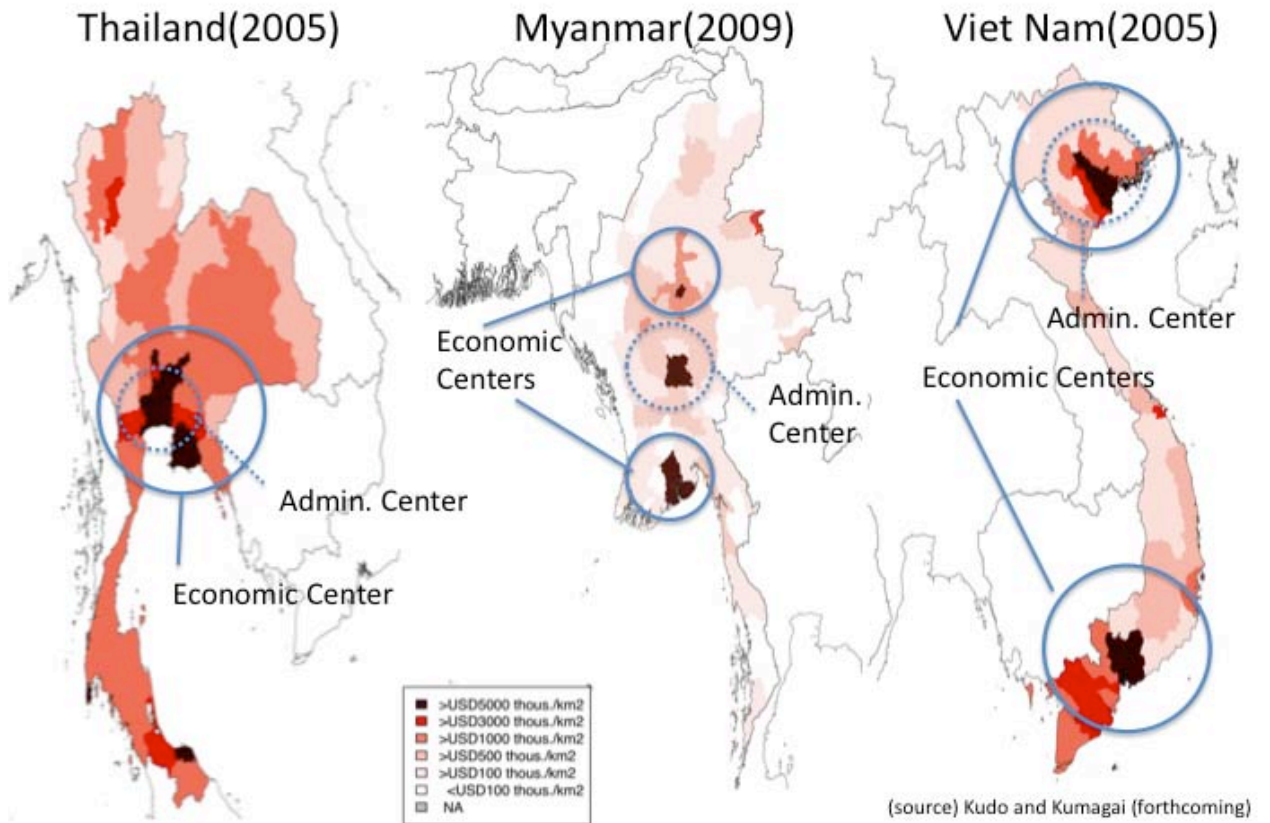 Thailand(2005)
Myanmar(2009)
Viet Nam(2005)
Economic
Centers
Admin.
Center
Admin. Center
Economic Centers
Admin. Center
Economic Center
>USD5000 thous./km2
>USD3000 thous./km2
>USD1000 thous./km2
>USD500 thous./km2
>USD100 thous./km2
<USD100 thous./km2
NA
(source) Kudo and Kumagai (forthcoming)